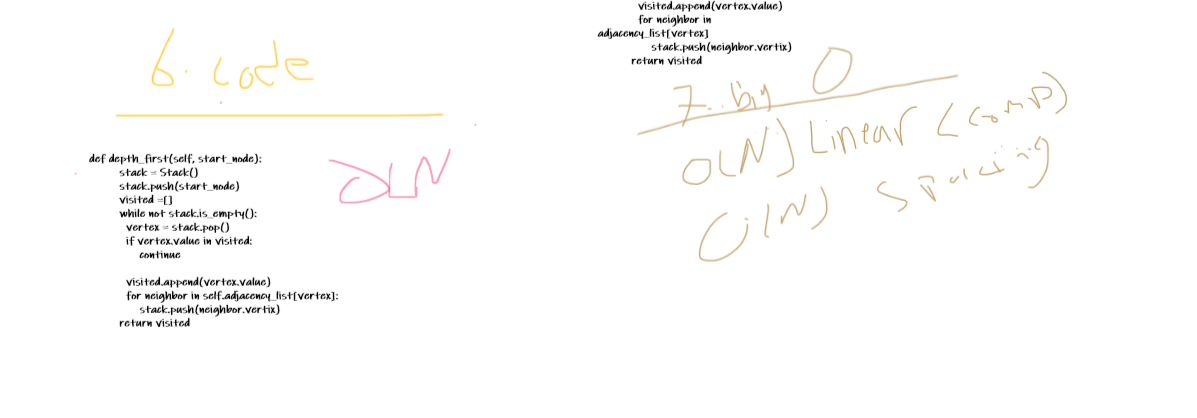 6. code
def depth_first(self, start_node):
stack = Stack()
stack.push(start_node)
visited =[]
while not stack.is_empty():
vertex = stack.pop()
if vertex.value in visited:
continue
visited.append(vertex.value)
for neighbor in self.adjacency_list[vertex]:
stack.push(neighbor.vertix)
return visited
O(N
visited.append(vertex.value)
for neighbor in
adjacency_list[vertex]
stack.push(neighbor.vertix)
return visited
7. big O
O(N) Linear (comp)
O(N) Spacing